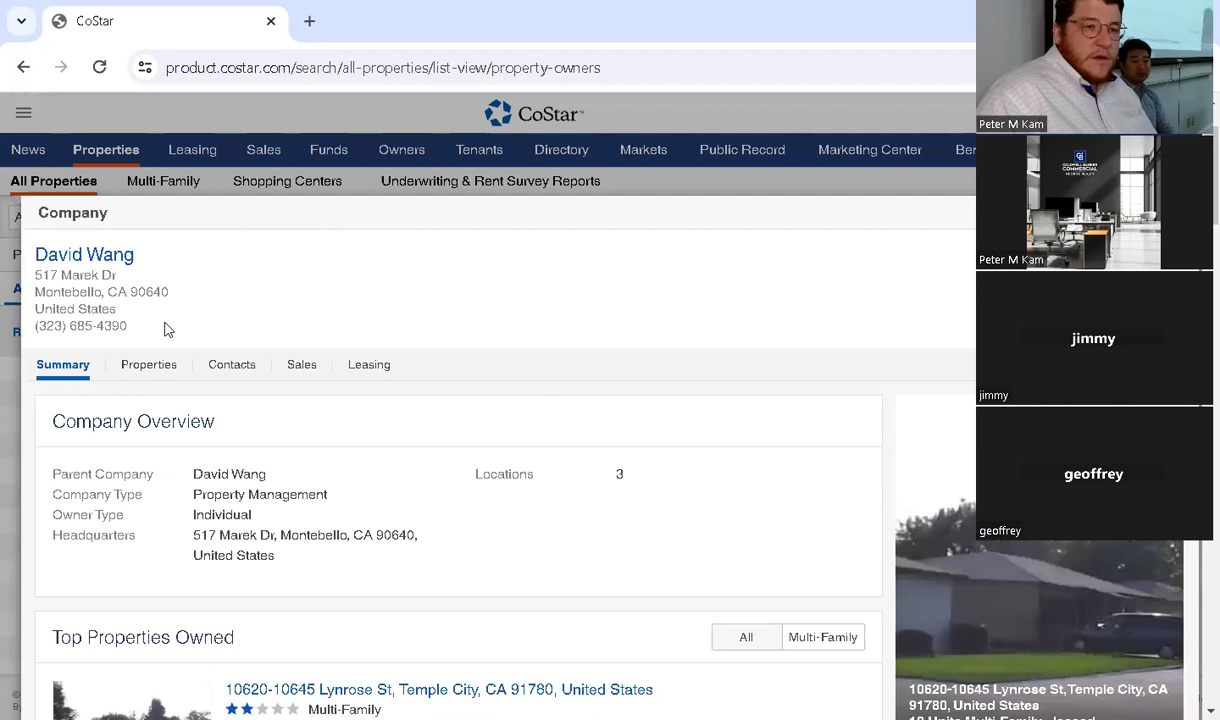 CoStar
product.costar.com/search/all-properties/list-view/property-owners
CoStar™
News Properties Leasing Sales Funds Owners Tenants Directory Markets Public Record Marketing Center Ben
All Properties Multi-Family Shopping Centers Underwriting & Rent Survey Reports
Company
David Wang
517 Marek Dr
Montebello, CA 90640
United States
(323) 685-4390
Summary Properties Contacts Sales Leasing
Company Overview
Parent Company David Wang Locations 3
Company Type Property Management
Owner Type Individual
Headquarters 517 Marek Dr, Montebello, CA 90640,
United States
Top Properties Owned All Multi-Family
10620-10645 Lynrose St, Temple City, CA 91780, United States
Multi-Family
10620-10645 Lynrose St,Temple City, CA
91780, United States
Peter M Kam
COLDWELL BANKER
COMMERCIAL
Peter M Kam
jimmy
jimmy
geoffrey
geoffrey